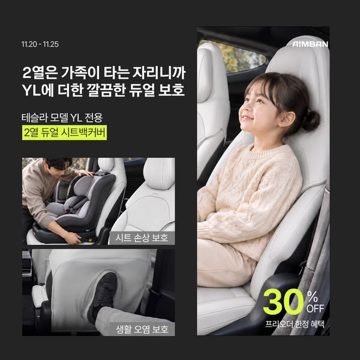 11.20 - 11.25
AIMBAN
2열은 가족이 타는 자리니까
YL에 더한 깔끔한 듀얼 보호
테슬라 모델 YL 전용
2열 듀얼 시트백커버
시트 손상 보호
생활 오염 보호
30%
OFF
프리오더 한정 혜택